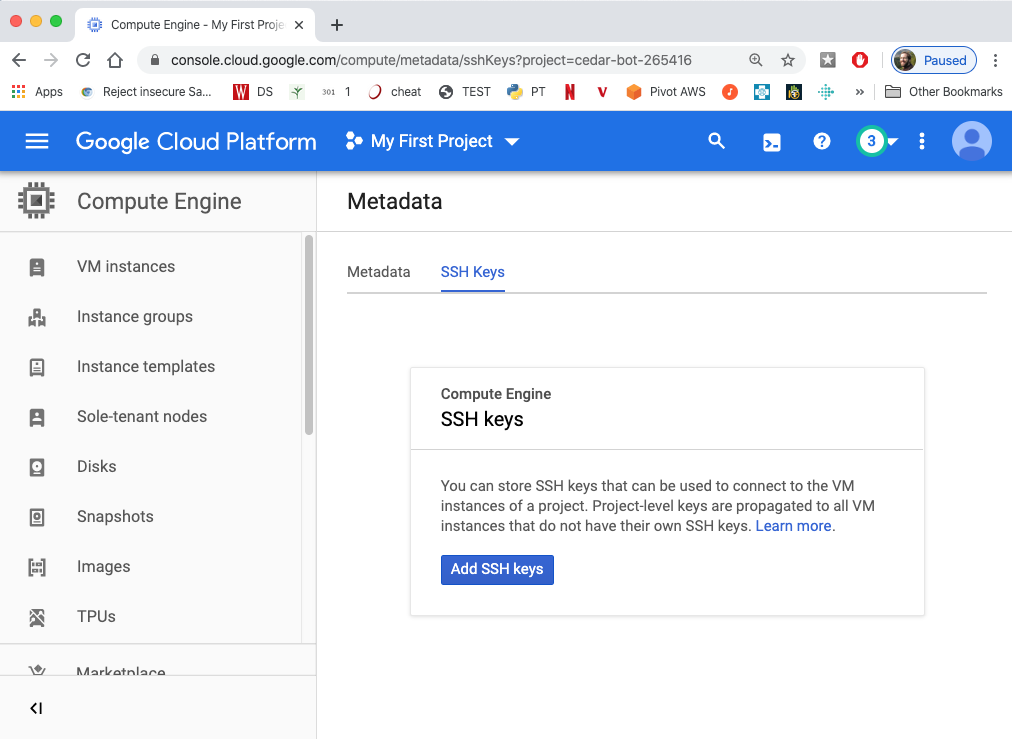 Compute Engine - My First Proje
console.cloud.google.com/compute/metadata/sshKeys?project=cedar-bot-265416
Paused
Apps
Reject insecure Sa...
W DS
301 1
cheat
TEST
PT
N
V
Pivot AWS
»
Other Bookmarks
Google Cloud Platform
My First Project
3
Compute Engine
Metadata
VM instances
Instance groups
Instance templates
Sole-tenant nodes
Disks
Snapshots
Images
TPUs
Marketplace
Metadata
SSH Keys
Compute Engine
SSH keys
You can store SSH keys that can be used to connect to the VM
instances of a project. Project-level keys are propagated to all VM
instances that do not have their own SSH keys. Learn more.
Add SSH keys